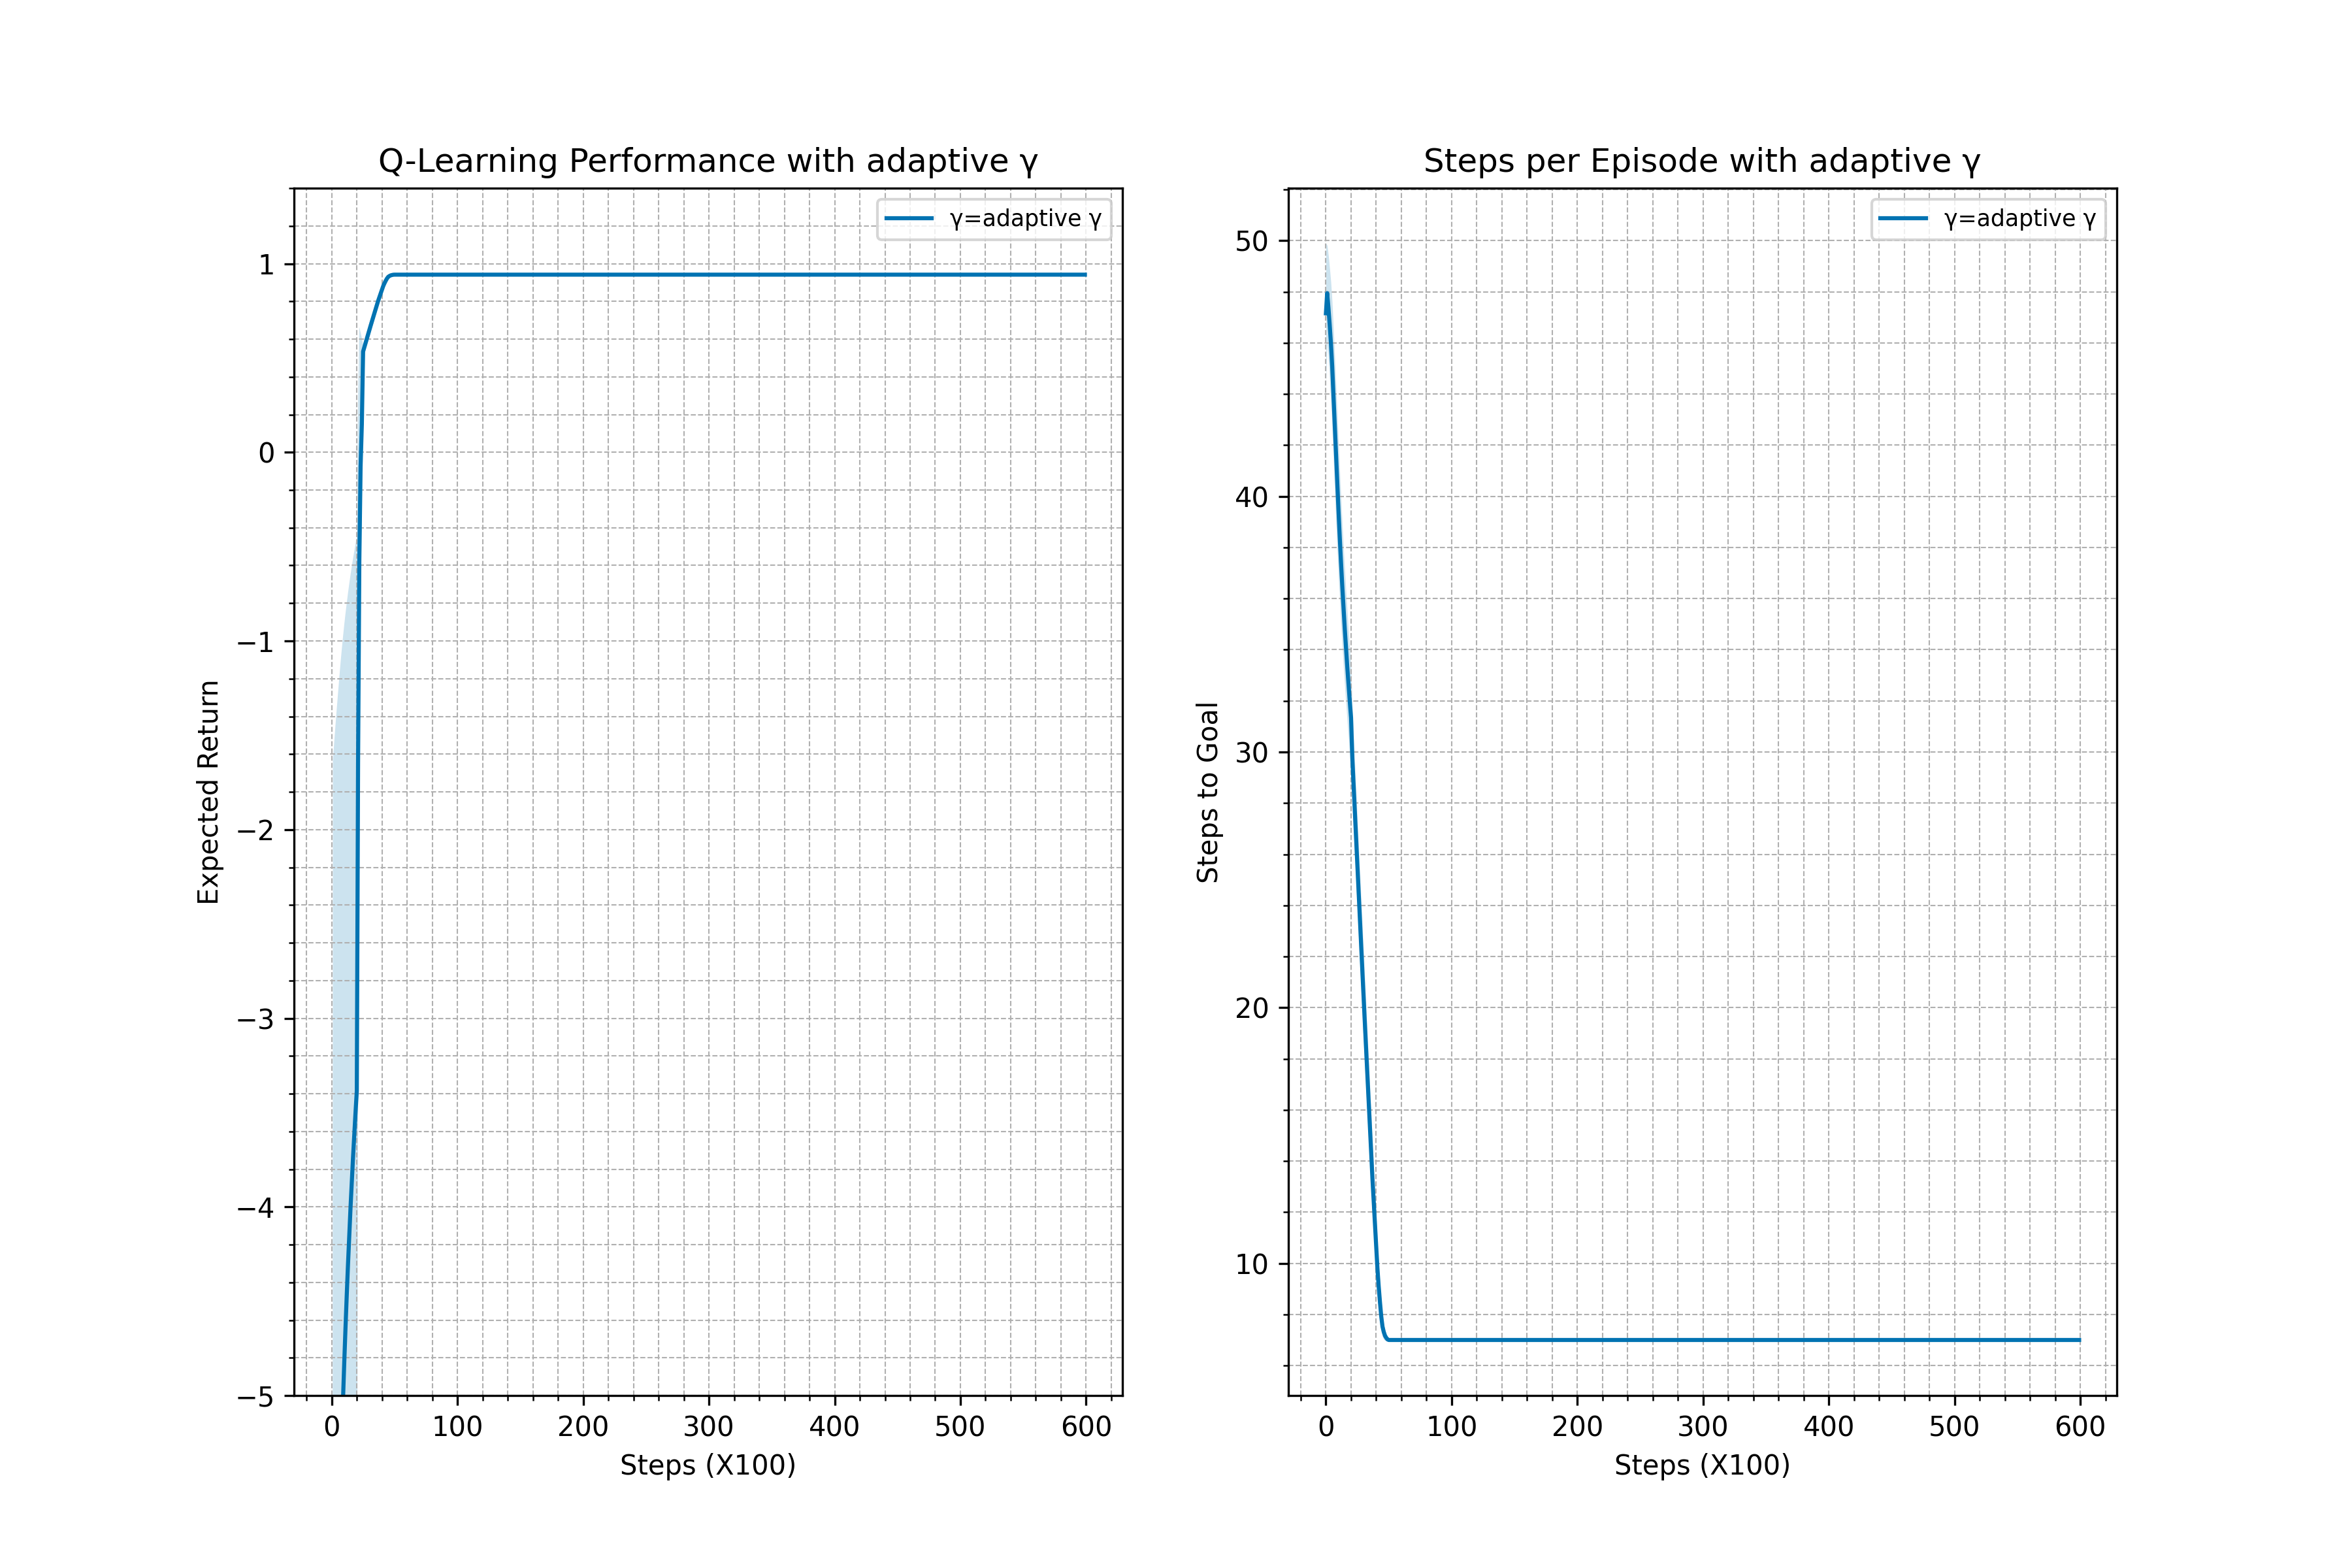 Q-Learning Performance with adaptive γ
γ=adaptive γ
Expected Return
1
0
−1
−2
−3
−4
−5
0 100 200 300 400 500 600
Steps (X100)
Steps per Episode with adaptive γ
γ=adaptive γ
Steps to Goal
50
40
30
20
10
0 100 200 300 400 500 600
Steps (X100)